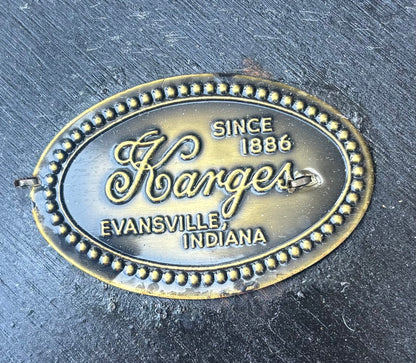 SINCE
1886
Karges
EVANSVILLE,
INDIANA